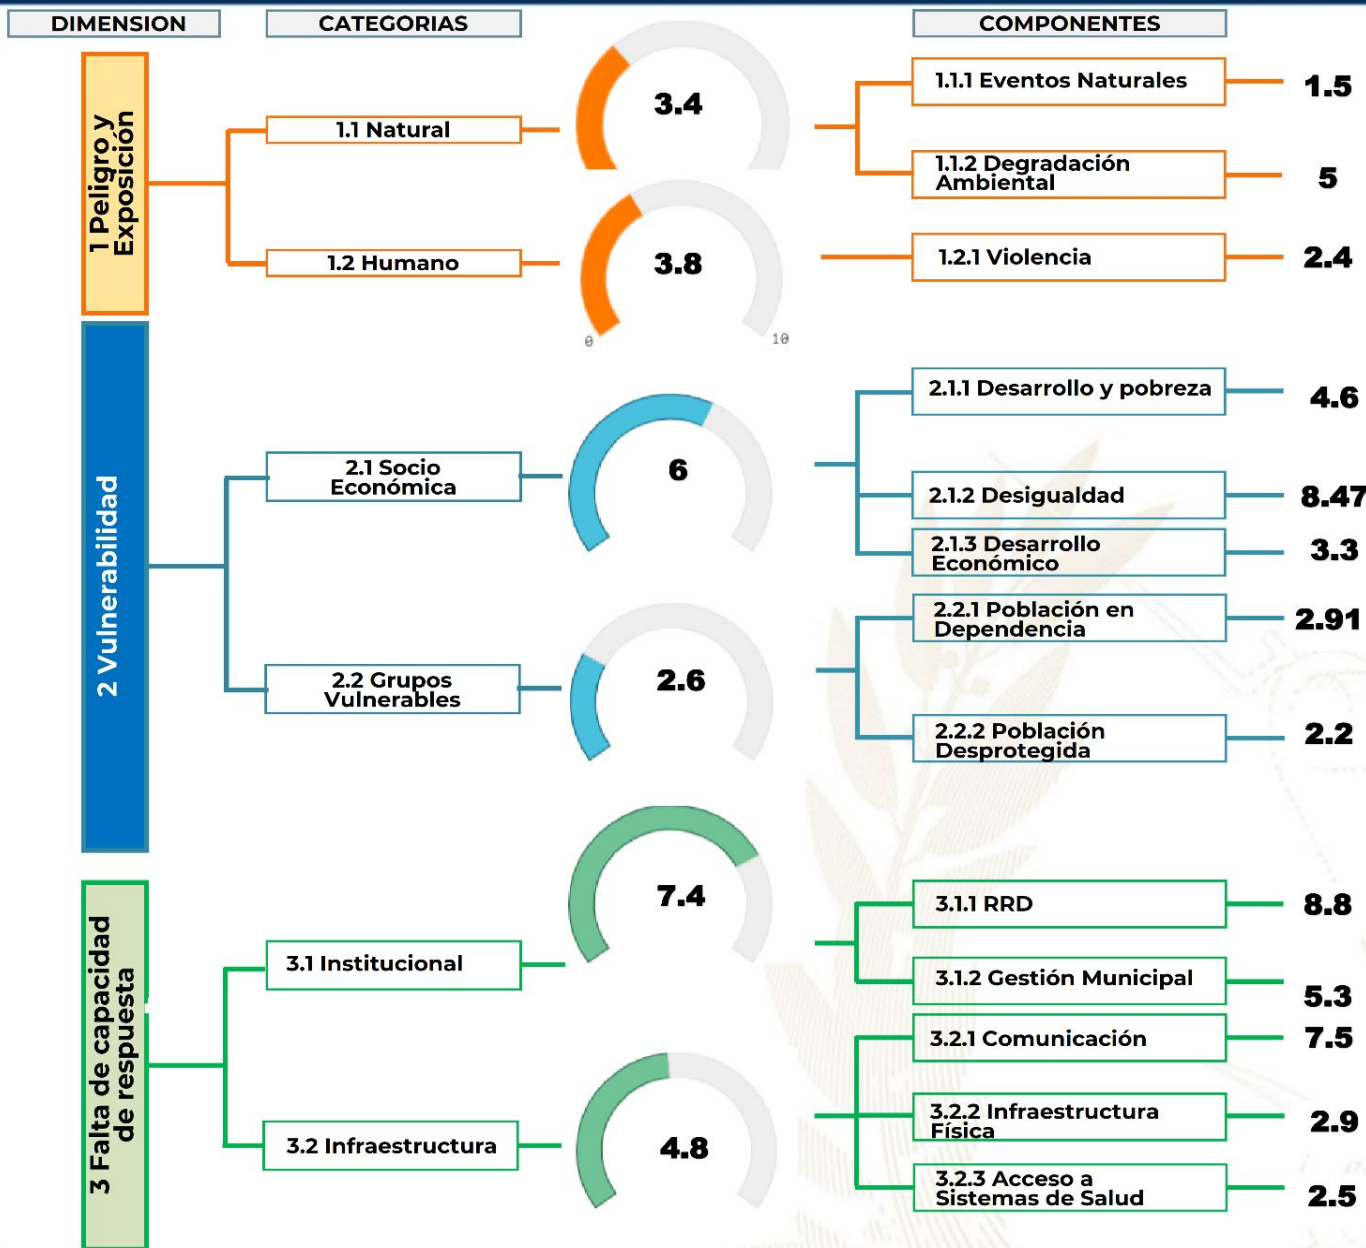 DIMENSION
CATEGORIAS
COMPONENTES
1 Peligro y
Exposición
1.1 Natural
3.4
1.1.1 Eventos Naturales
1.5
1.1.2 Degradación
Ambiental
5
1.2 Humano
3.8
0
10
1.2.1 Violencia
2.4
2 Vulnerabilidad
2.1 Socio
Económica
6
2.1.1 Desarrollo y pobreza
4.6
2.1.2 Desigualdad
8.47
2.1.3 Desarrollo
Económico
3.3
2.2 Grupos
Vulnerables
2.6
2.2.1 Población en
Dependencia
2.91
2.2.2 Población
Desprotegida
2.2
3 Falta de capacidad
de respuesta
3.1 Institucional
7.4
3.1.1 RRD
8.8
3.1.2 Gestión Municipal
5.3
3.2 Infraestructura
4.8
3.2.1 Comunicación
7.5
3.2.2 Infraestructura
Física
2.9
3.2.3 Acceso a
Sistemas de Salud
2.5